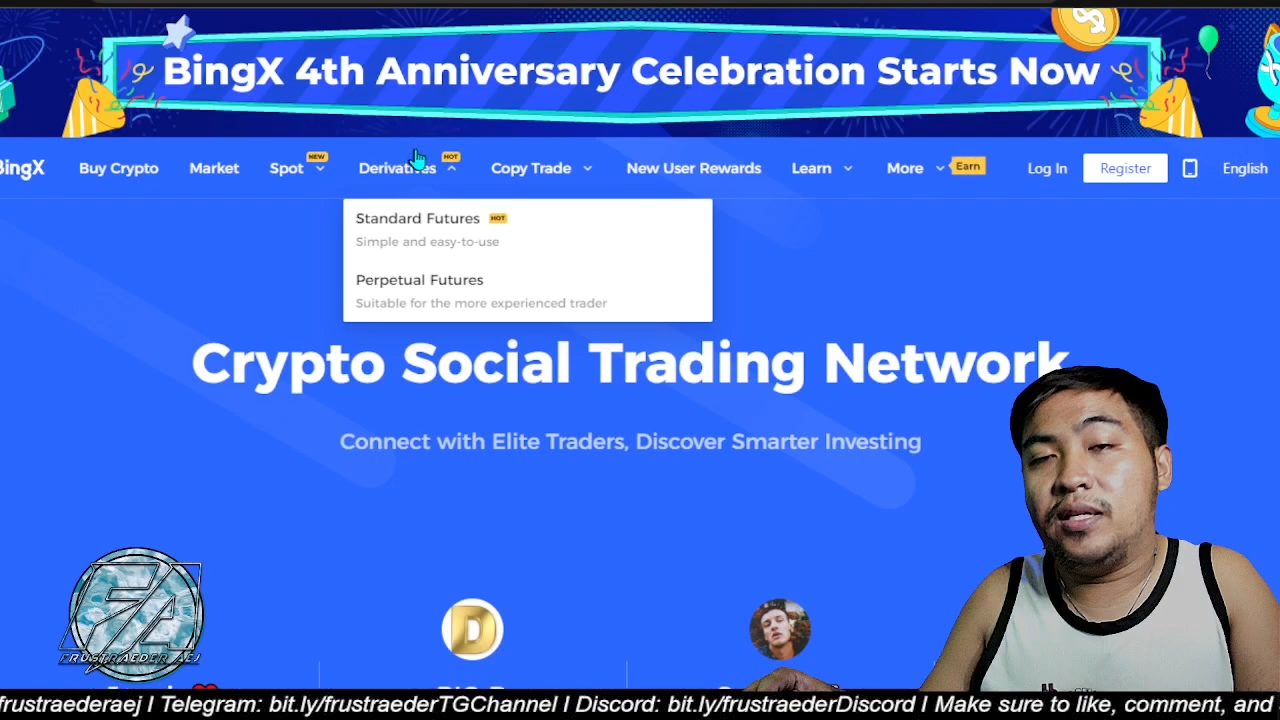 BingX 4th Anniversary Celebration Starts Now
BingX Buy Crypto Market Spot NEW Derivatives HOT Copy Trade New User Rewards Learn More Earn Log In Register English
Standard Futures HOT
Simple and easy-to-use
Perpetual Futures
Suitable for the more experienced trader
Crypto Social Trading Network
Connect with Elite Traders, Discover Smarter Investing
D
FA
FRUSTRAEDER AEJ
frustraederaej I Telegram: bit.ly/frustraederTGChannel I Discord: bit.ly/frustraederDiscord I Make sure to like, comment, and